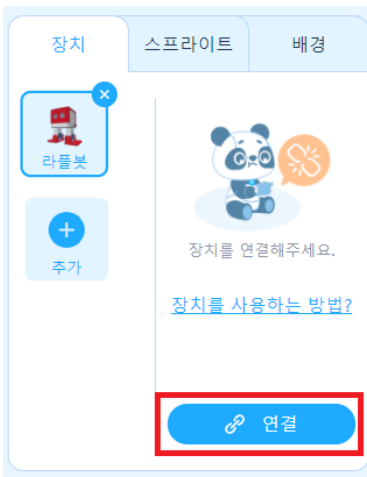 장치
스프라이트
배경
라플봇
추가
장치를 연결해주세요.
장치를 사용하는 방법?
연결